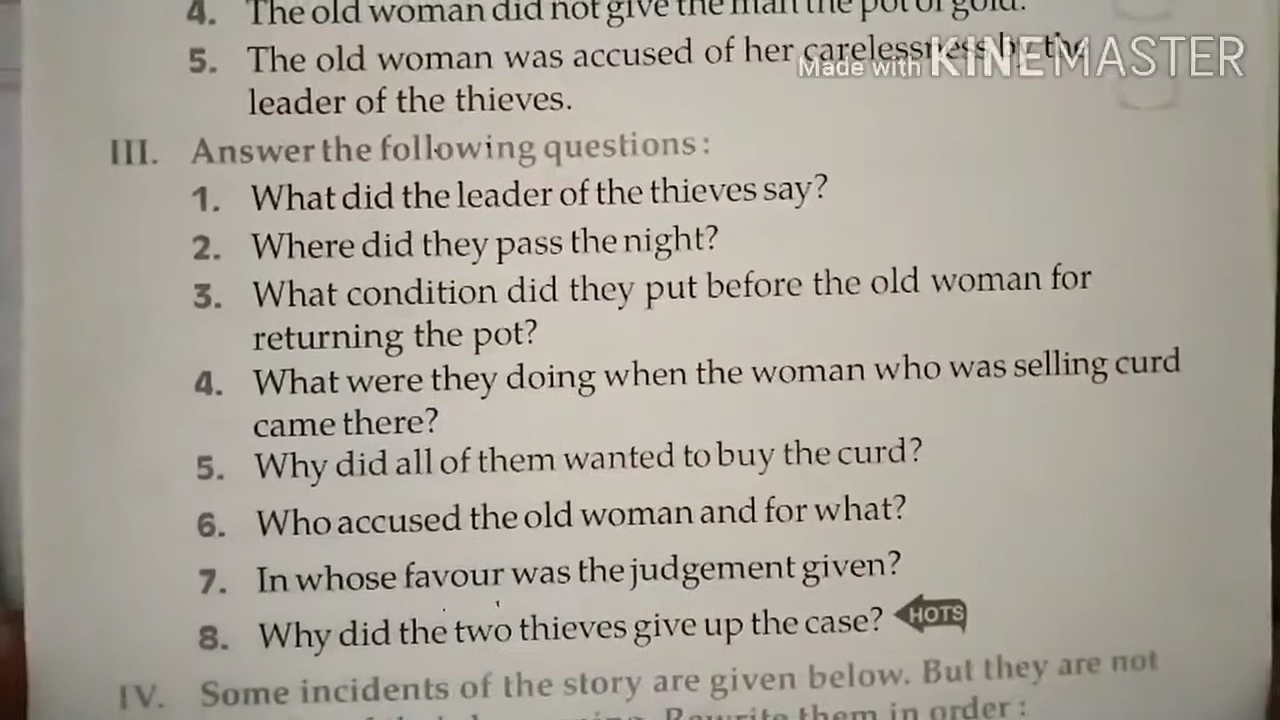 4. The old woman did not give the man the pot of gold.
5. The old woman was accused of her carelessness by the
Made with KINEMASTER
leader of the thieves.
III. Answer the following questions:
1. What did the leader of the thieves say?
2. Where did they pass the night?
3. What condition did they put before the old woman for
returning the pot?
4. What were they doing when the woman who was selling curd
came there?
5. Why did all of them wanted to buy the curd?
6. Who accused the old woman and for what?
7. In whose favour was the judgement given?
8. Why did the two thieves give up the case? HOTS
IV. Some incidents of the story are given below. But they are not
Rewrite them in order: